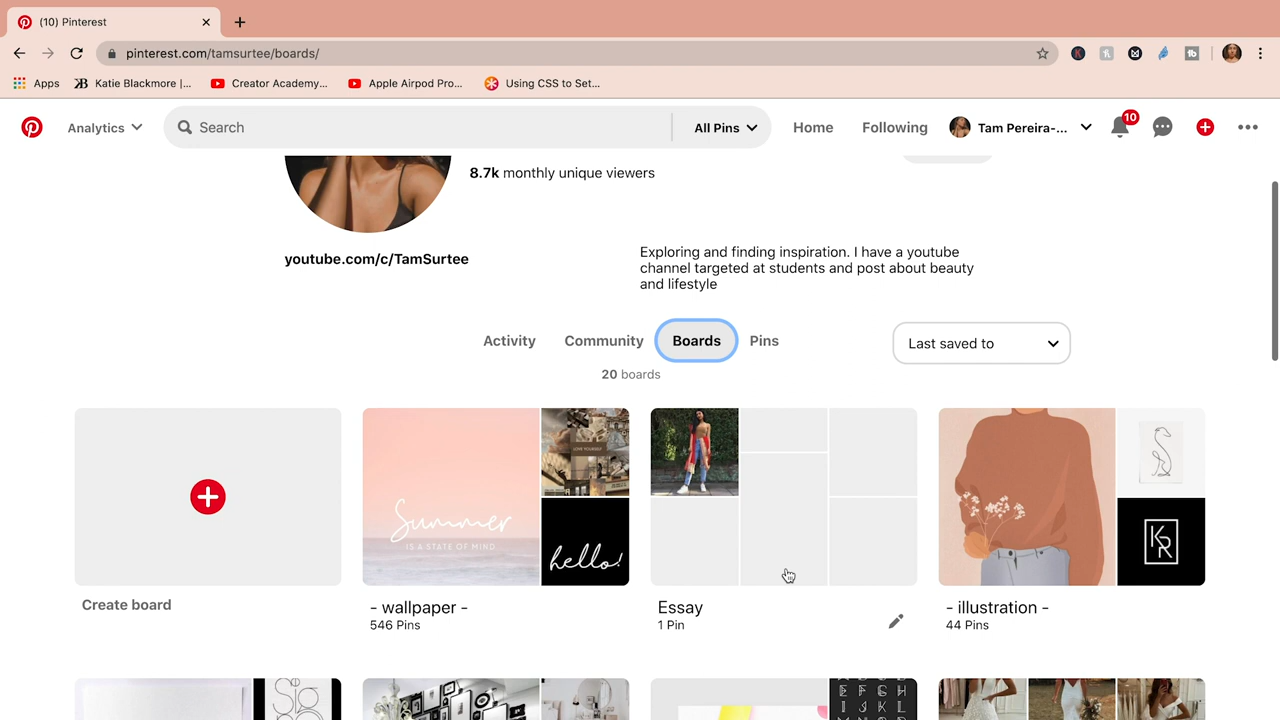 (10) Pinterest
pinterest.com/tamsurtee/boards/
Apps
Katie Blackmore |...
Creator Academy...
Apple Airpod Pro...
Using CSS to Set...
Analytics
Search
All Pins
Home
Following
Tam Pereira-...
10
8.7k monthly unique viewers
youtube.com/c/TamSurtee
Exploring and finding inspiration. I have a youtube
channel targeted at students and post about beauty
and lifestyle
Activity
Community
Boards
Pins
Last saved to
20 boards
Summer
IS A STATE OF MIND
LOVE YOURSELF
hello!
KR
Create board
- wallpaper -
546 Pins
Essay
1 Pin
- illustration -
44 Pins
E F G H
I J K L